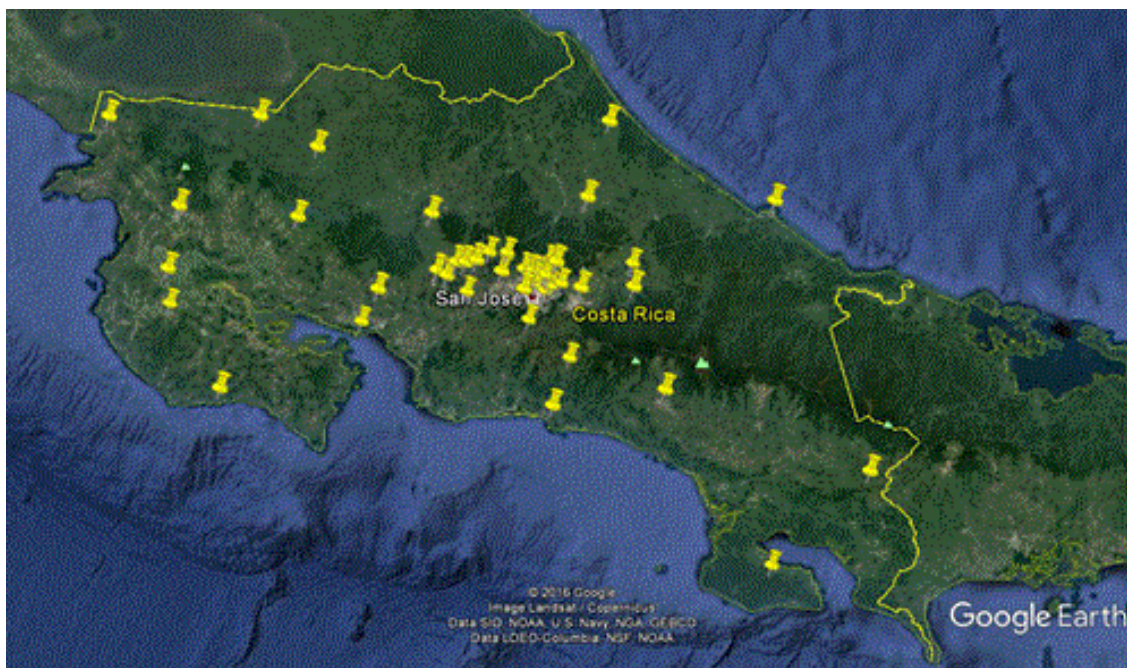 San José
Costa Rica
© 2016 Google
Image Landsat / Copernicus
Data SIO, NOAA, U.S. Navy, NGA, GEBCO
Data LDEO-Columbia, NSF, NOAA
Google Earth